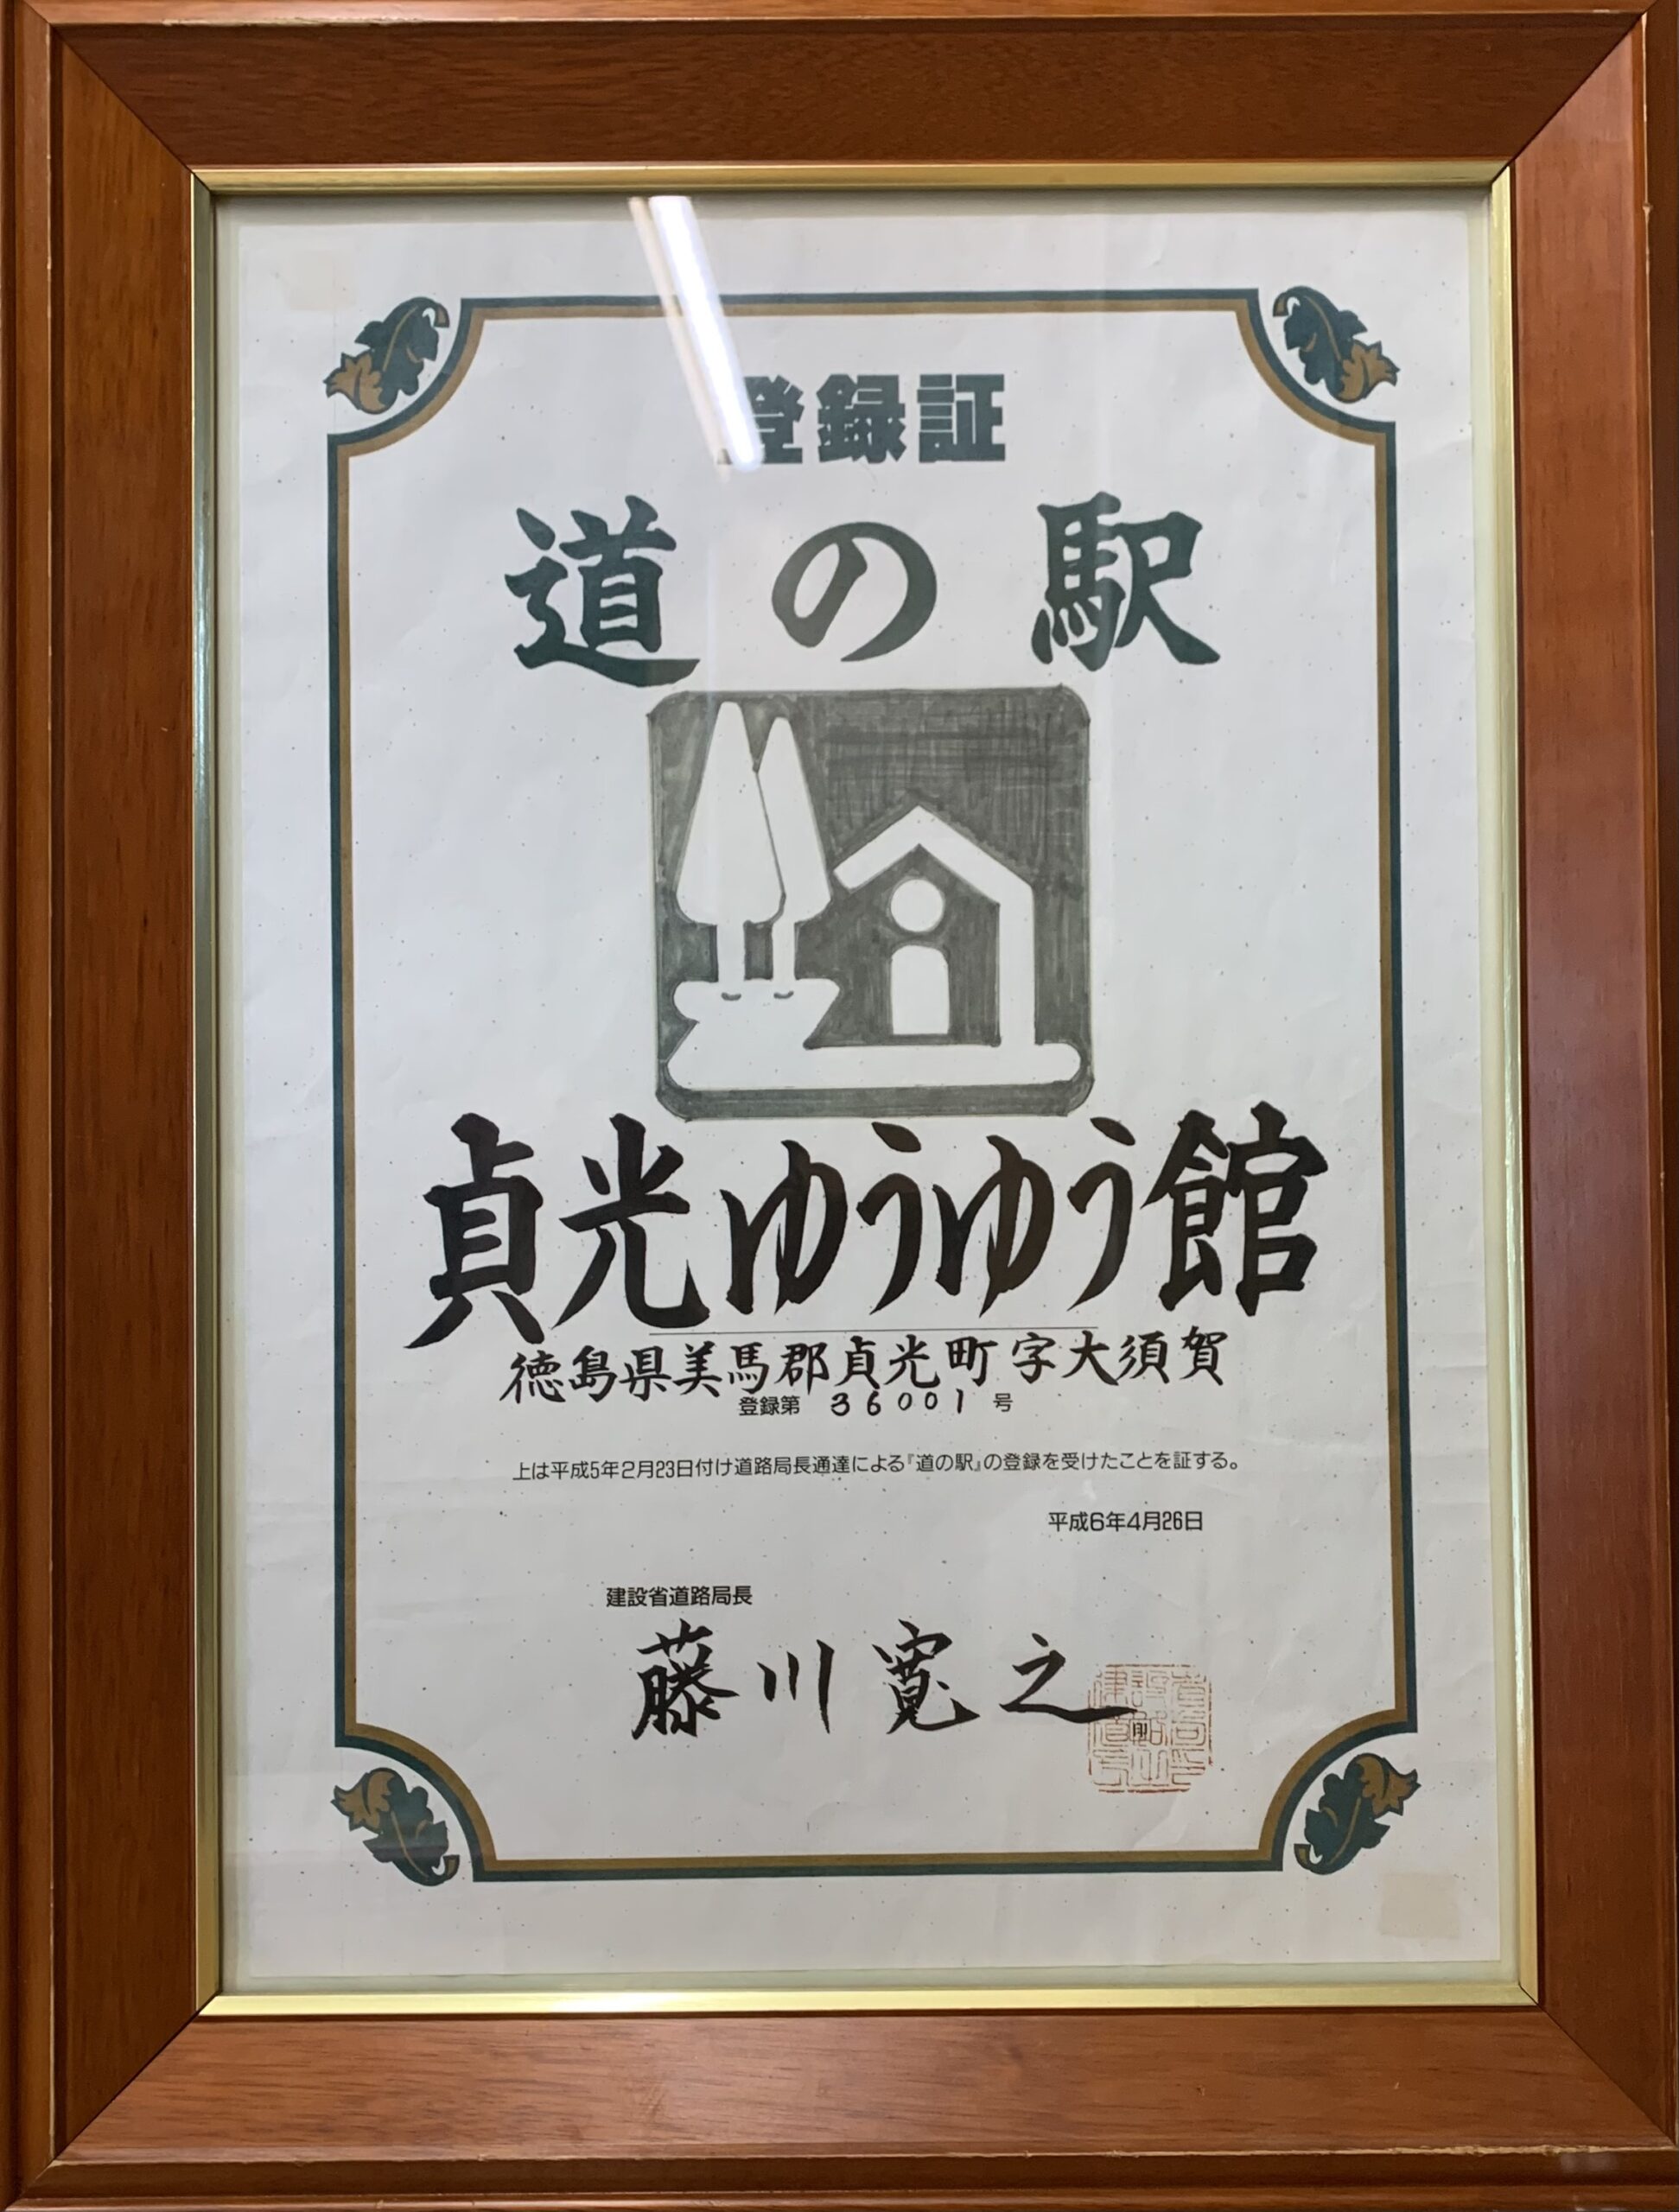 登録証
道の駅
貞光ゆうゆう館
徳島県美馬郡貞光町字大須賀
登録第 36001 号
上は平成5年2月23日付け道路局長通達による『道の駅』の登録を受けたことを証する。
平成6年4月26日
建設省道路局長
藤川寛之